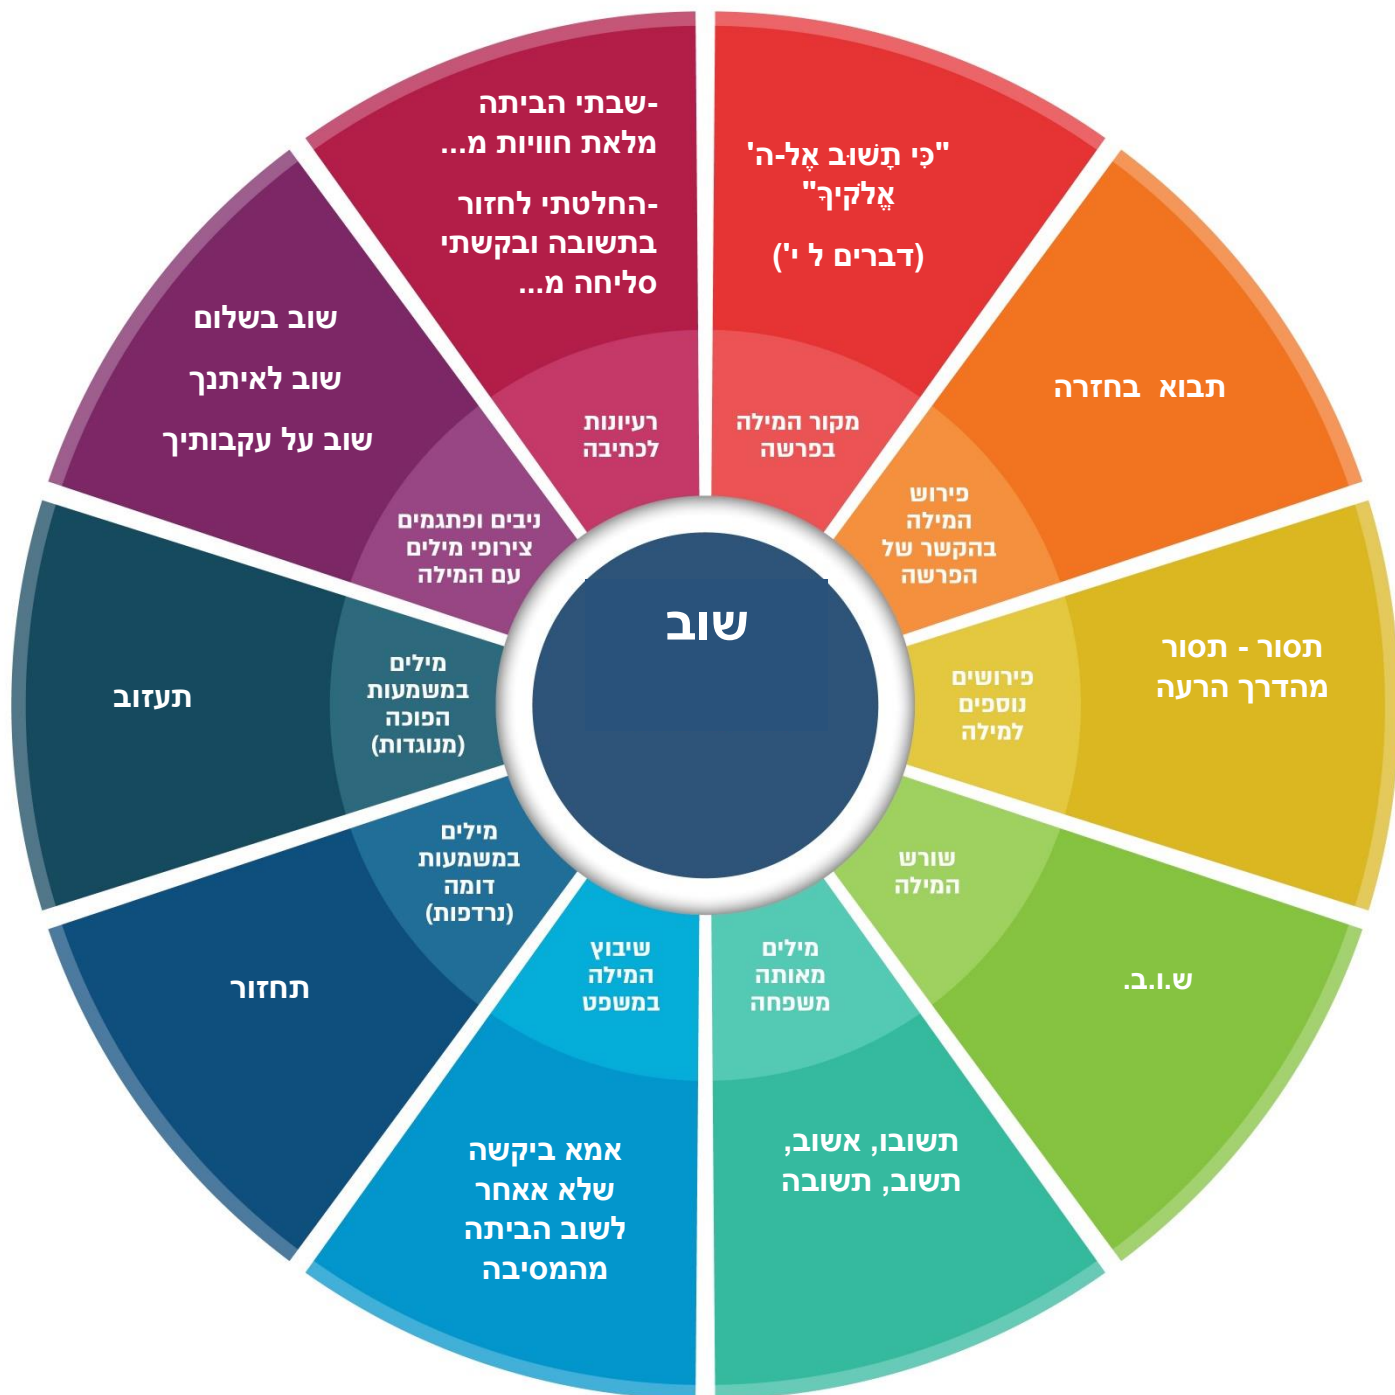 שוב
"כִּי תָשׁוּב אֶל-ה'
אֱלֹקֶיךָ"
(דברים ל י')
מקור המילה
בפרשה
תבוא בחזרה
פירוש
המילה
בהקשר של
הפרשה
תסור - תסור
מהדרך הרעה
פירושים
נוספים
למילה
ש.ו.ב.
שורש
המילה
תשובו, אשוב,
תשוב, תשובה
מילים
מאותה
משפחה
אמא ביקשה
שלא אאחר
לשוב הביתה
מהמסיבה
שיבוץ
המילה
במשפט
תחזור
מילים
במשמעות
דומה
(נרדפות)
תעזוב
מילים
במשמעות
הפוכה
(מנוגדות)
שוב בשלום
שוב לאיתנך
שוב על עקבותיך
ניבים ופתגמים
צירופי מילים
עם המילה
-שבתי הביתה
מלאת חוויות מ...
-החלטתי לחזור
בתשובה ובקשתי
סליחה מ...
רעיונות
לכתיבה